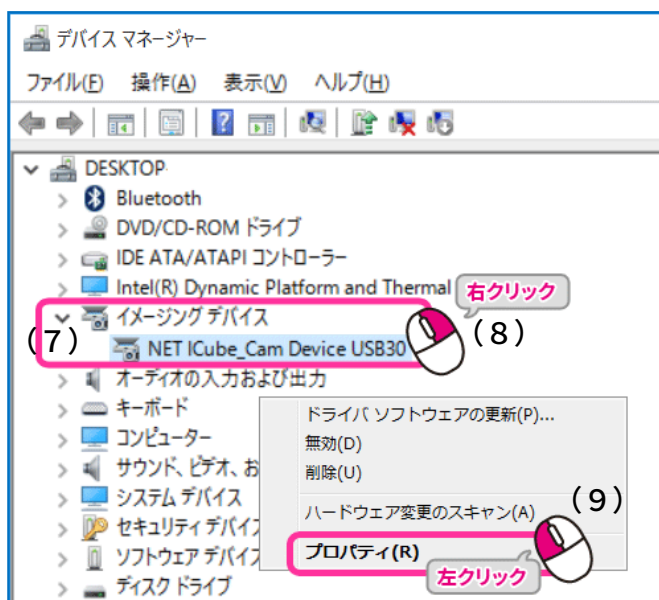 デバイス マネージャー
ファイル(F) 操作(A) 表示(V) ヘルプ(H)
DESKTOP
Bluetooth
DVD/CD-ROM ドライブ
IDE ATA/ATAPI コントローラー
Intel(R) Dynamic Platform and Thermal
右クリック
イメージング デバイス
(7)
(8)
NET ICube_Cam Device USB30
オーディオの入力および出力
キーボード
ドライバ ソフトウェアの更新(P)...
コンピューター
無効(D)
サウンド、ビデオ、お
削除(U)
システム デバイス
ハードウェア変更のスキャン(A)
(9)
セキュリティ デバイス
プロパティ(R)
ソフトウェア デバイス
左クリック
ディスク ドライブ